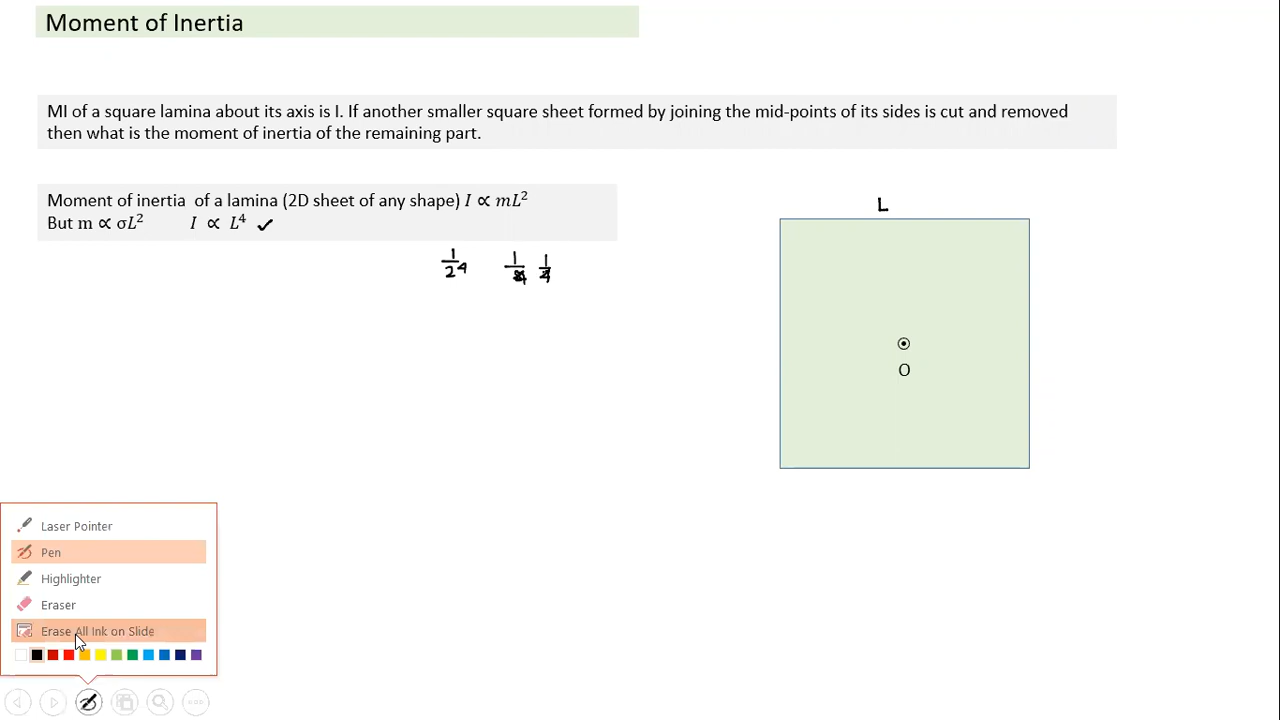 Moment of Inertia
MI of a square lamina about its axis is I. If another smaller square sheet formed by joining the mid-points of its sides is cut and removed
then what is the moment of inertia of the remaining part.
Moment of inertia of a lamina (2D sheet of any shape) I ∝ mL²
But m ∝ σL² I ∝ L⁴ ✓
L
1/2⁴
O
Laser Pointer
Pen
Highlighter
Eraser
Erase All Ink on Slide